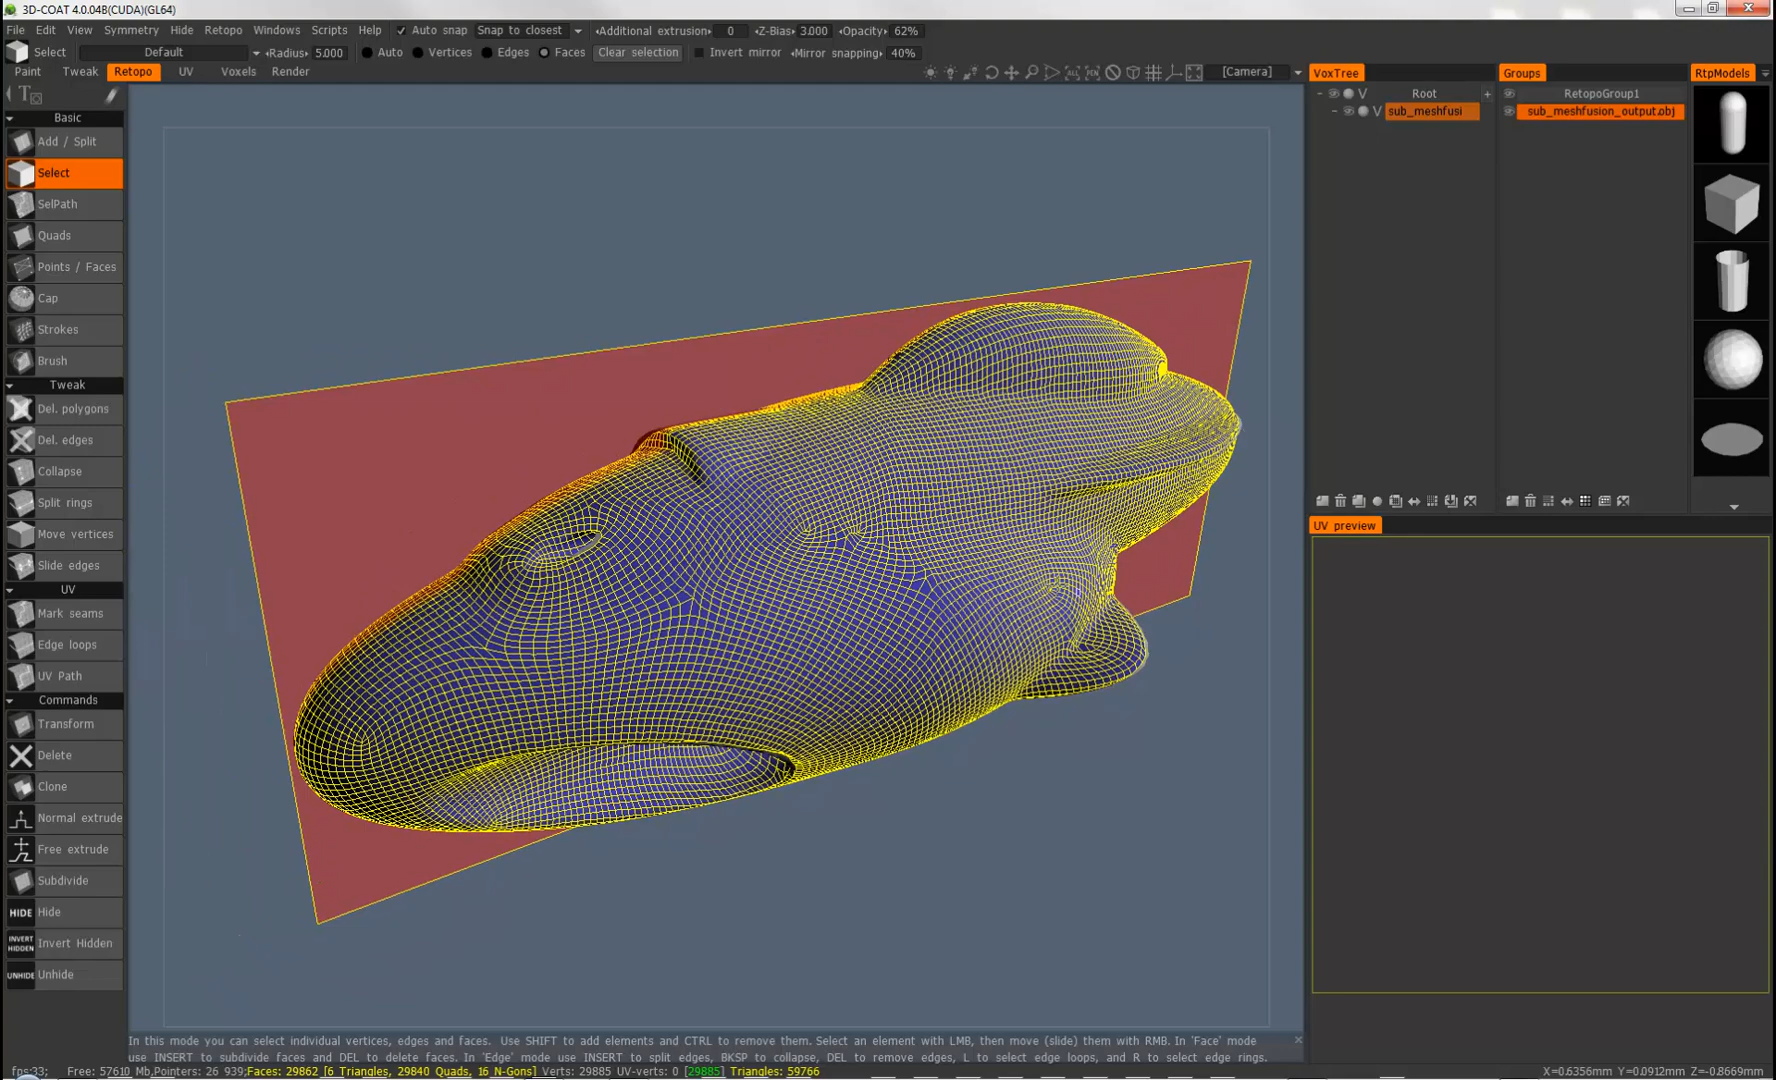 3D-COAT 4.0.04B(CUDA)(GL64)
File Edit View Symmetry Hide Retopo Windows Scripts Help Auto snap Snap to closest Additional extrusion 0 Z-Bias 3.000 Opacity 62%
Select Default Radius 5.000 Auto Vertices Edges Faces Clear selection Invert mirror Mirror snapping 40%
Paint Tweak Retopo UV Voxels Render [Camera] VoxTree Groups RtpModels
Root RetopoGroup1
sub_meshfusi sub_meshfusion_output.obj
Basic
Add / Split
Select
SelPath
Quads
Points / Faces
Cap
Strokes
Brush
Tweak
Del. polygons
Del. edges
Collapse
Split rings
Move vertices
Slide edges
UV
Mark seams
Edge loops
UV Path
Commands
Transform
Delete
Clone
Normal extrude
Free extrude
Subdivide
HIDE Hide
INVERT HIDDEN Invert Hidden
UNHIDE Unhide
UV preview
In this mode you can select individual vertices, edges and faces. Use SHIFT to add elements and CTRL to remove them. Select an element with LMB, then move (slide) them with RMB. In 'Face' mode
use INSERT to subdivide faces and DEL to delete faces. In 'Edge' mode use INSERT to split edges, BKSP to collapse, DEL to remove edges, L to select edge loops, and R to select edge rings.
fps:33; Free: 57610 Mb,Pointers: 26 939;Faces: 29862 [6 Triangles, 29840 Quads, 16 N-Gons] Verts: 29885 UV-verts: 0 [29885] Triangles: 59766 X=0.6356mm Y=0.0912mm Z=-0.8669mm